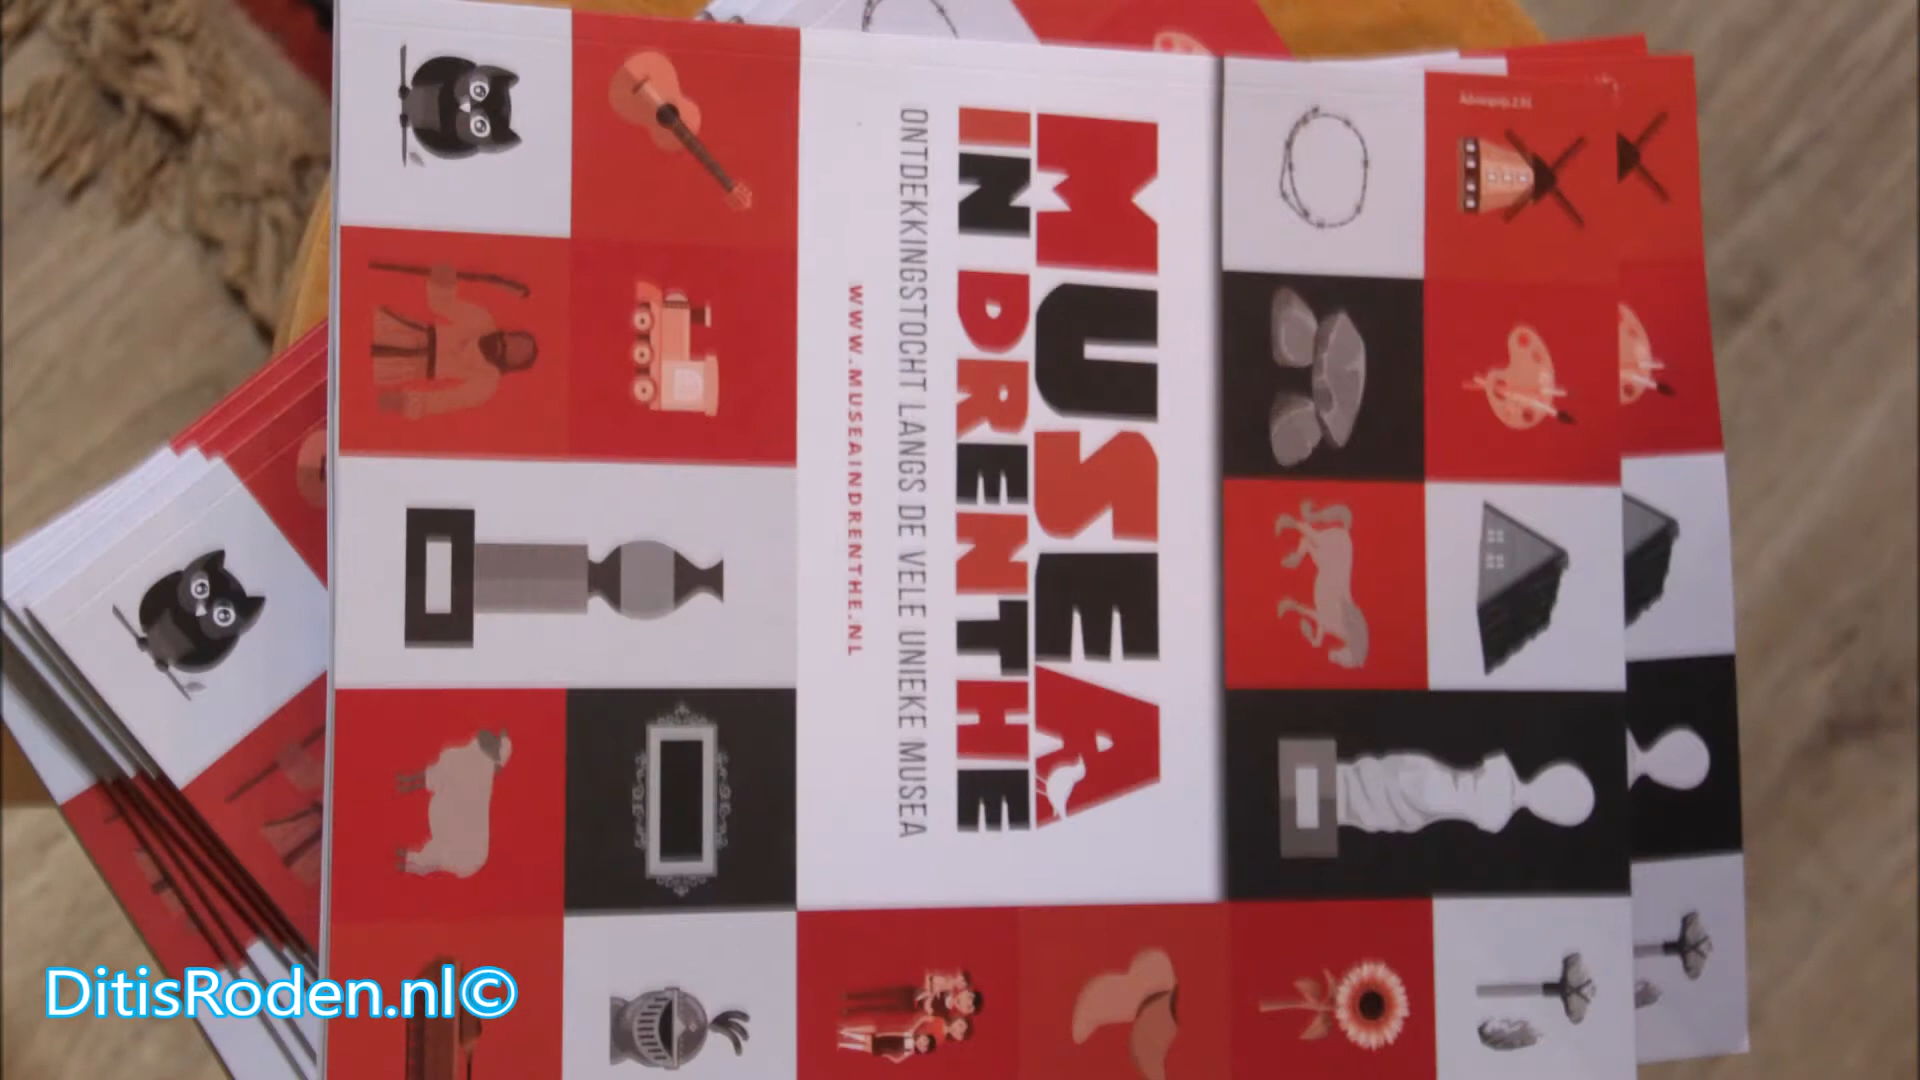 MUSEA
IN DRENTHE
ONTDEKKINGSTOCHT LANGS DE VELE UNIEKE MUSEA
WWW.MUSEAINDRENTHE.NL
DitisRoden.nl©